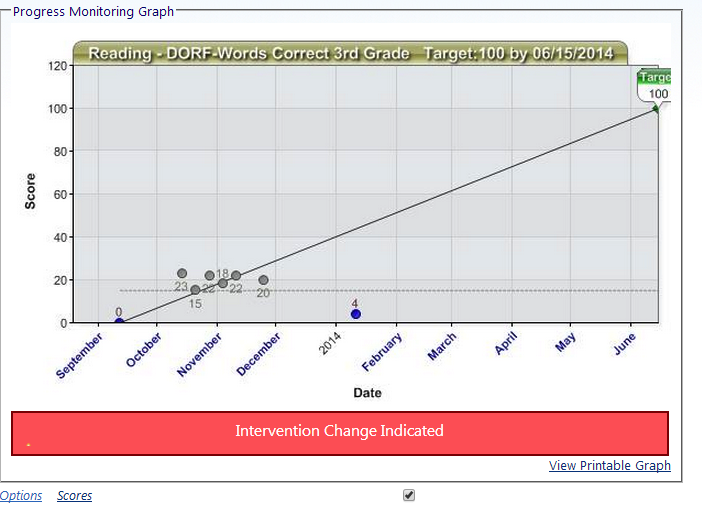 Progress Monitoring Graph
Reading - DORF-Words Correct 3rd Grade Target:100 by 06/15/2014
120
Targe
100
100
80
Score
60
40
20
0
0
23
15
22
18
22
20
4
September
October
November
December
2014
February
March
April
May
June
Date
Intervention Change Indicated
View Printable Graph
Options Scores